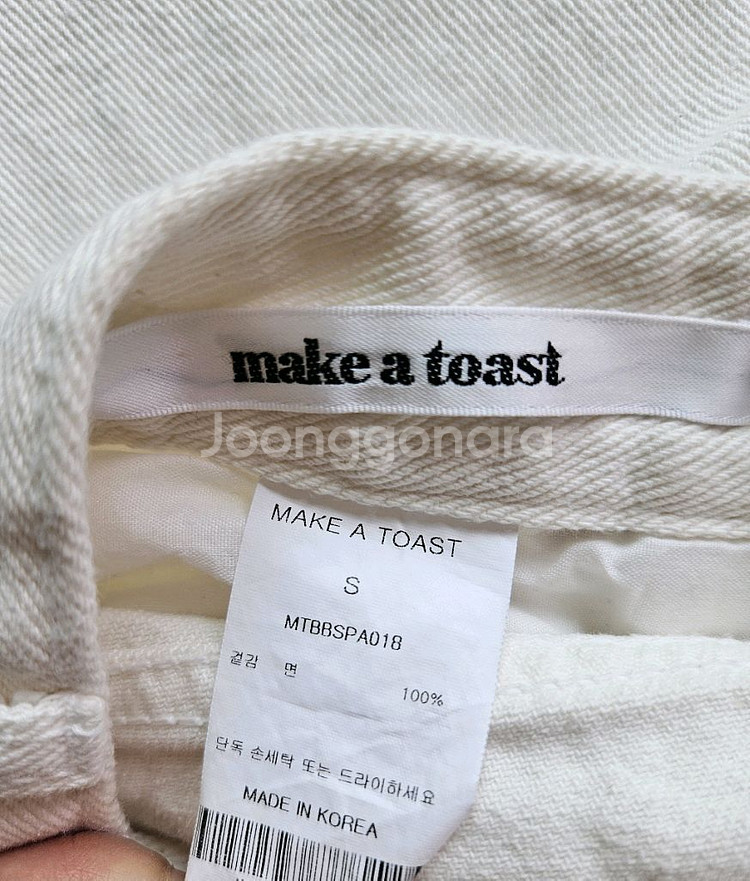 make a toast
Joonggonara
MAKE A TOAST
S
MTBBSPA018
겉감 면
100%
단독 손세탁 또는 드라이하세요
MADE IN KOREA